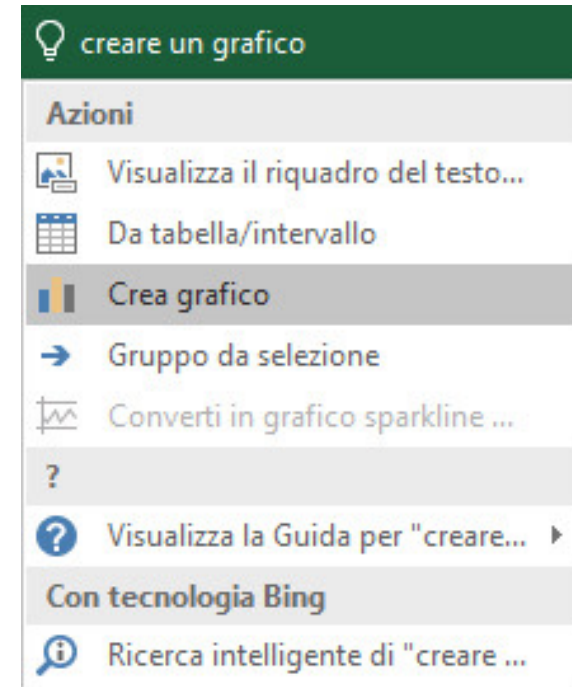 creare un grafico
Azioni
Visualizza il riquadro del testo...
Da tabella/intervallo
Crea grafico
Gruppo da selezione
Converti in grafico sparkline ...
?
Visualizza la Guida per "creare...
Con tecnologia Bing
Ricerca intelligente di "creare ...